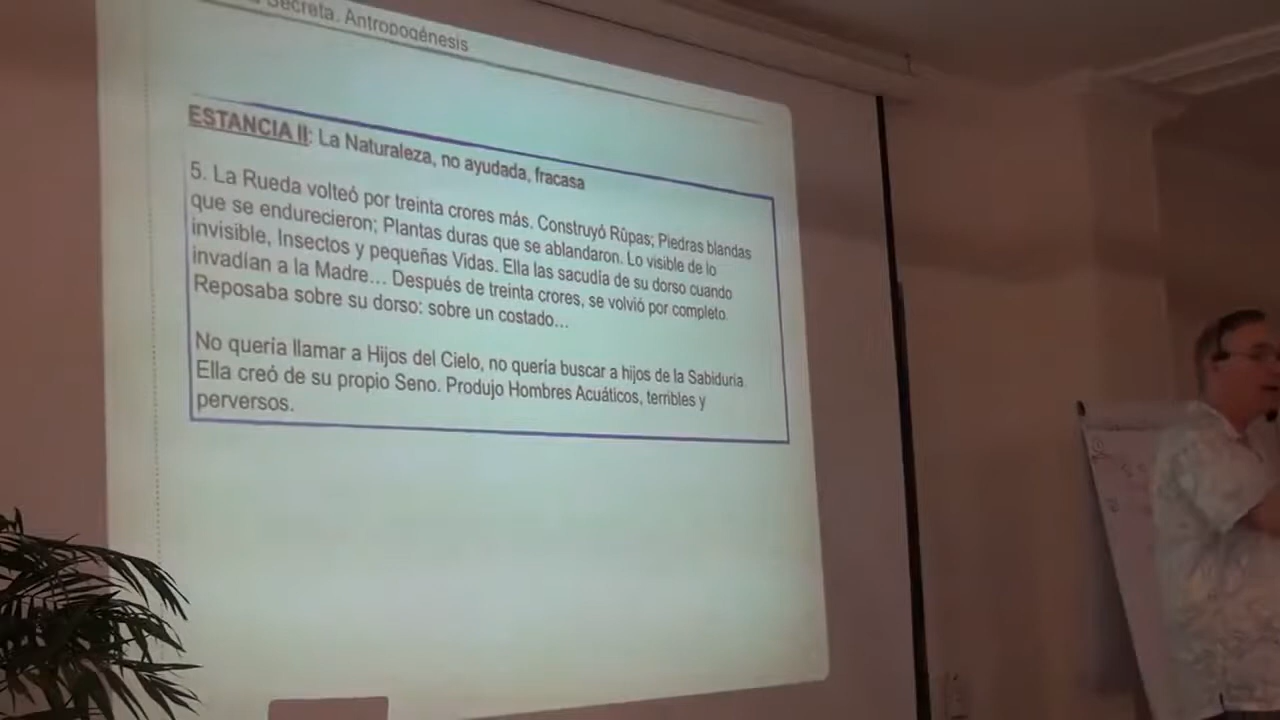 Secreta. Antropogénesis
ESTANCIA II: La Naturaleza, no ayudada, fracasa
5. La Rueda volteó por treinta crores más. Construyó Rûpas; Piedras blandas
que se endurecieron; Plantas duras que se ablandaron. Lo visible de lo
invisible, Insectos y pequeñas Vidas. Ella las sacudía de su dorso cuando
invadían a la Madre... Después de treinta crores, se volvió por completo.
Reposaba sobre su dorso: sobre un costado...
No quería llamar a Hijos del Cielo, no quería buscar a hijos de la Sabiduría.
Ella creó de su propio Seno. Produjo Hombres Acuáticos, terribles y
perversos.